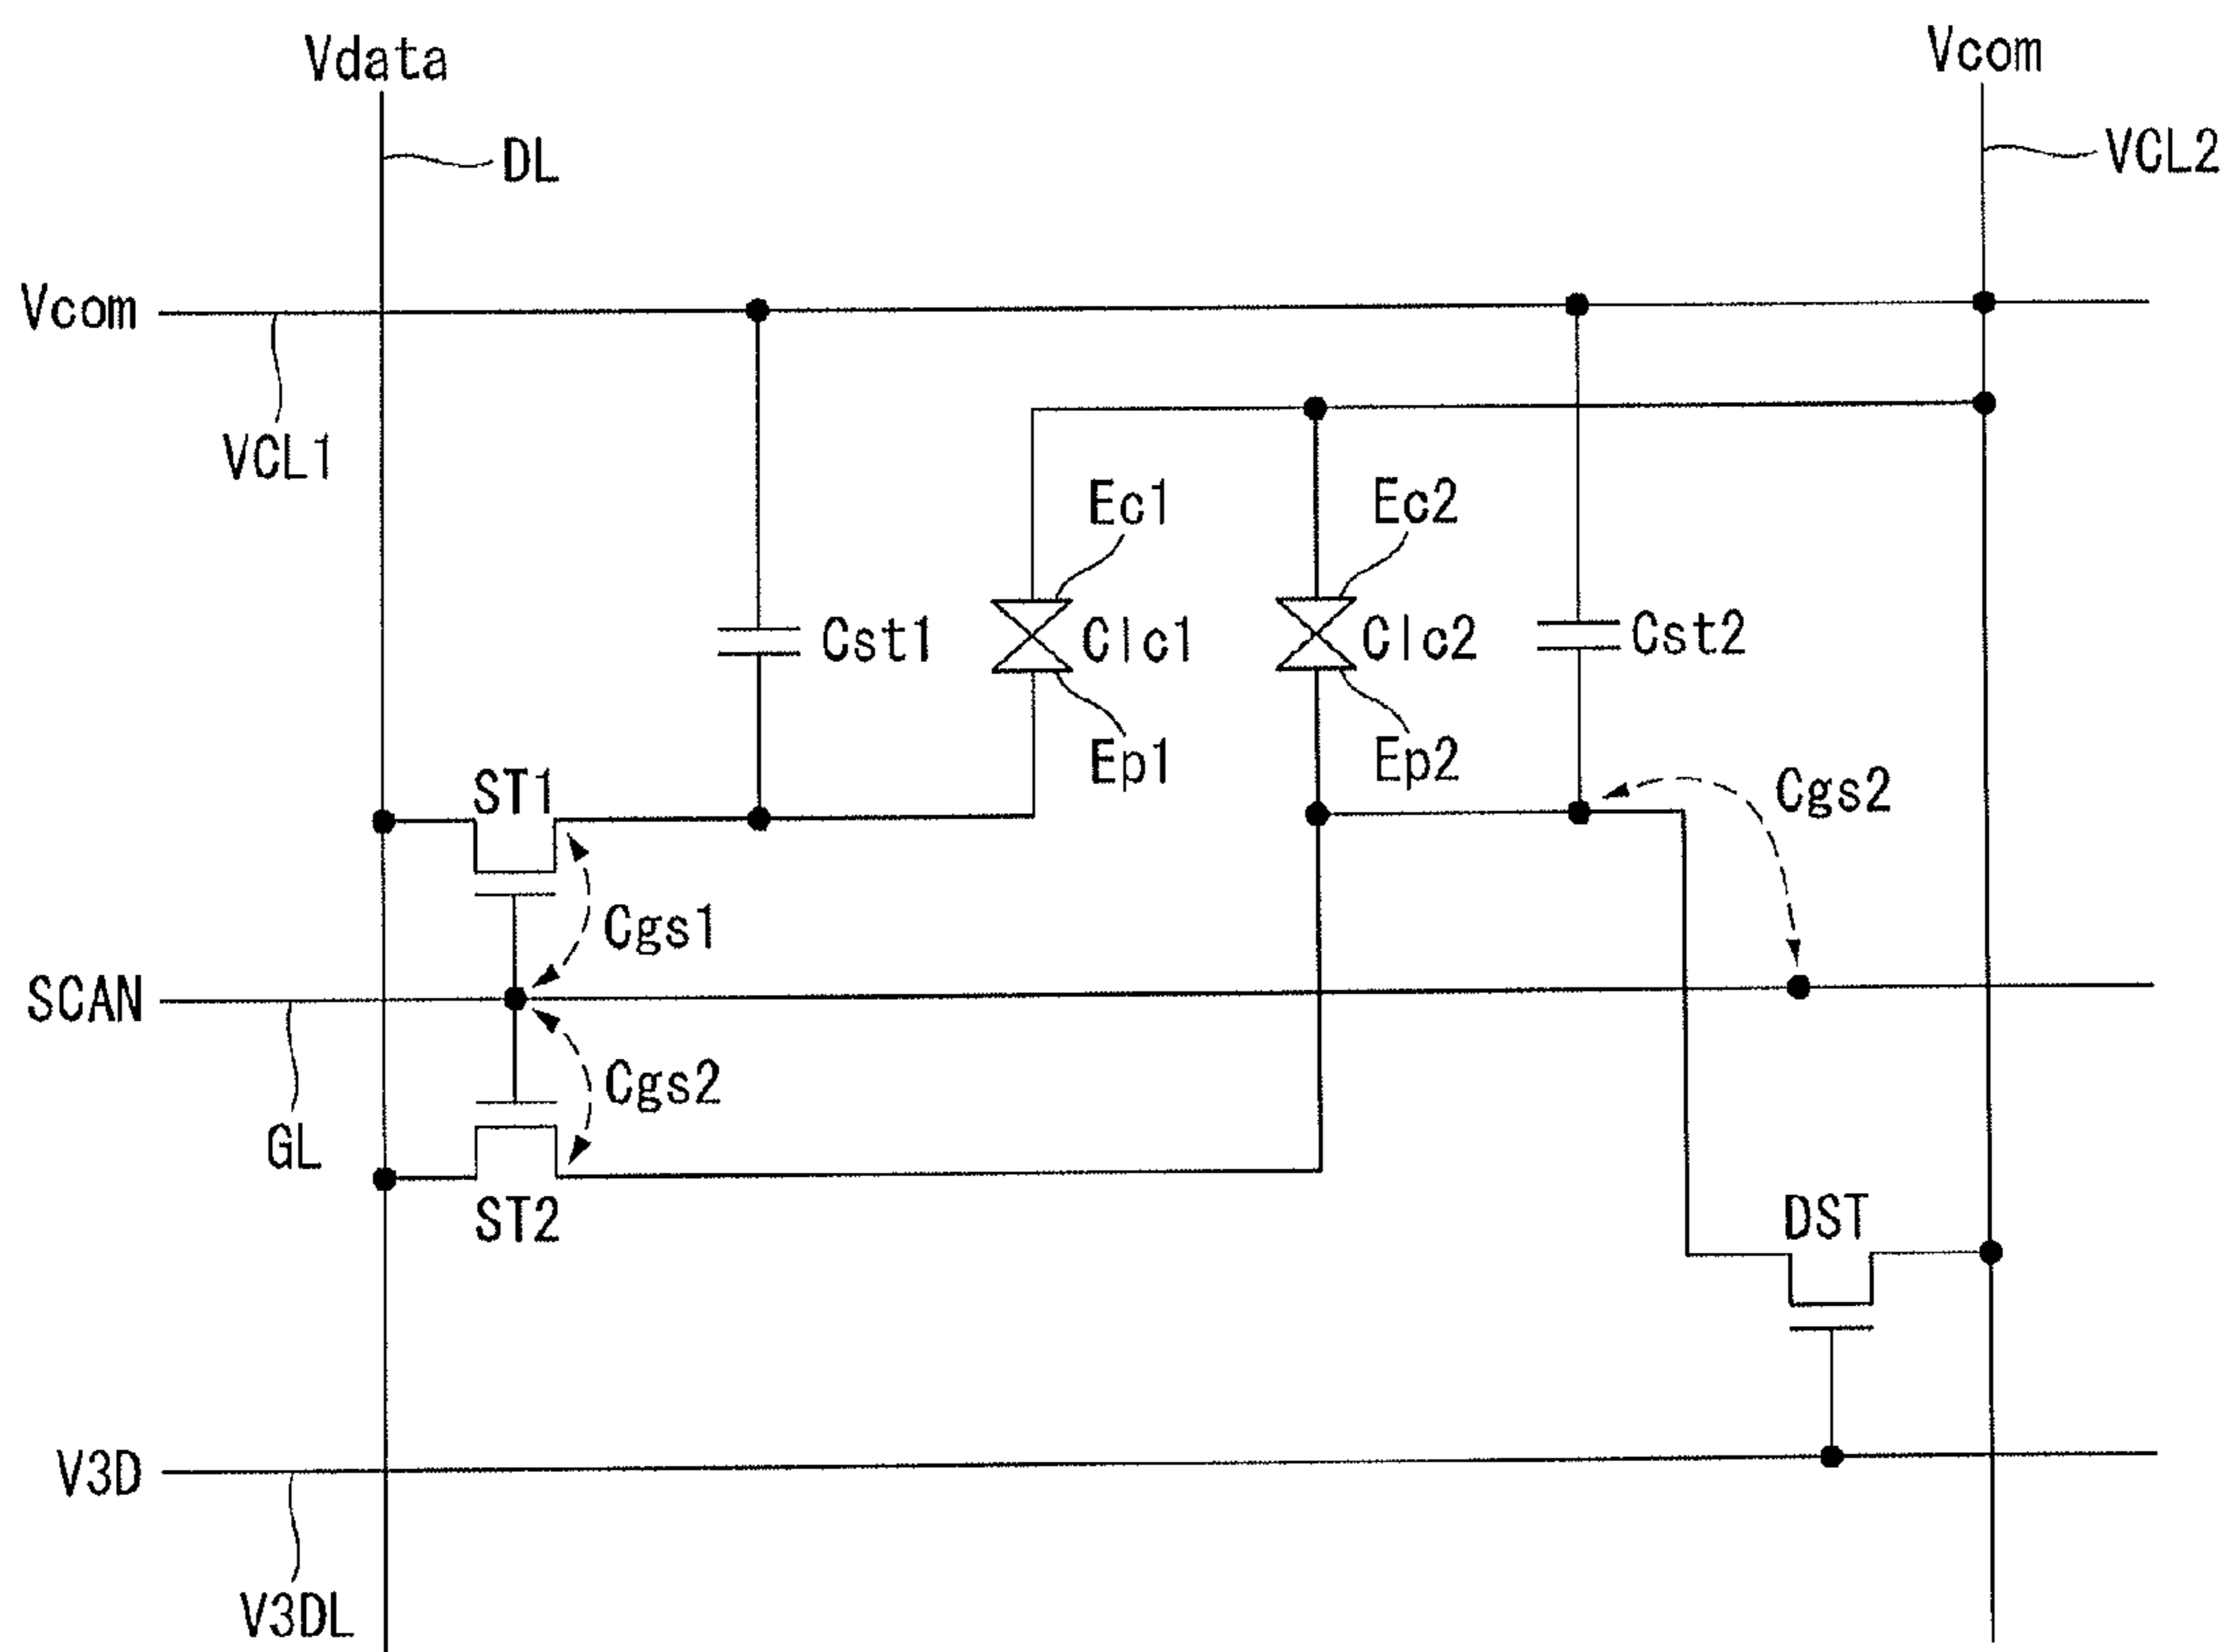 Vdata
Vcom
DL
VCL2
Vcom
VCL1
Ec1
Ec2
Cst1
Clc1
Clc2
Cst2
Ep1
Ep2
ST1
Cgs2
Cgs1
SCAN
Cgs2
GL
ST2
DST
V3D
V3DL